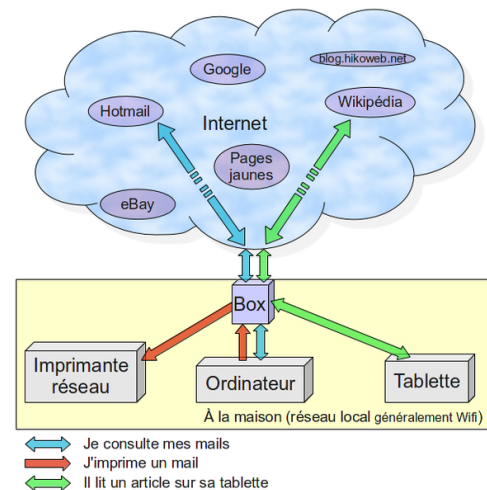 Google
blog.hikoweb.net
Hotmail
Wikipédia
Internet
Pages
jaunes
eBay
Box
Imprimante
réseau
Ordinateur
Tablette
À la maison (réseau local généralement Wifi)
Je consulte mes mails
J'imprime un mail
Il lit un article sur sa tablette